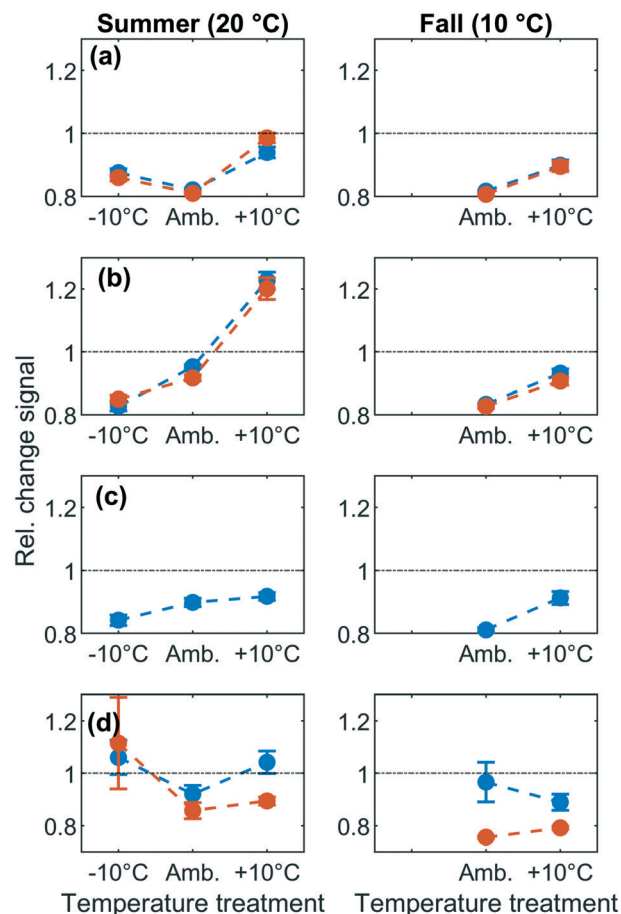 Summer (20 °C) Fall (10 °C)
(a)
1.2 1.2
1 1
0.8 0.8
-10°C Amb. +10°C Amb. +10°C
(b)
1.2 1.2
1 1
0.8 0.8
-10°C Amb. +10°C Amb. +10°C
Rel. change signal
(c)
1.2 1.2
1 1
0.8 0.8
-10°C Amb. +10°C Amb. +10°C
(d)
1.2 1.2
1 1
0.8 0.8
-10°C Amb. +10°C Amb. +10°C
Temperature treatment Temperature treatment